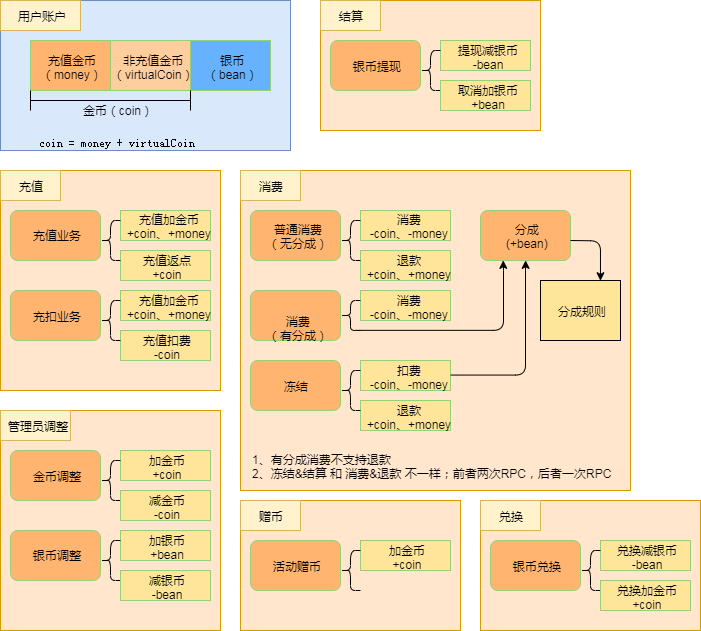 用户账户
充值金币
（money）
非充值金币
（virtualCoin）
银币
（bean）
金币（coin）
coin = money + virtualCoin
结算
银币提现
提现减银币
-bean
取消加银币
+bean
充值
充值业务
充值加金币
+coin、+money
充值返点
+coin
充扣业务
充值加金币
+coin、+money
充值扣费
-coin
消费
普通消费
（无分成）
消费
-coin、-money
退款
+coin、+money
消费
（有分成）
消费
-coin、-money
冻结
扣费
-coin、-money
退款
+coin、+money
分成
(+bean)
分成规则
1、有分成消费不支持退款
2、冻结&结算 和 消费&退款 不一样；前者两次RPC，后者一次RPC
管理员调整
金币调整
加金币
+coin
减金币
-coin
银币调整
加银币
+bean
减银币
-bean
赠币
活动赠币
加金币
+coin
兑换
银币兑换
兑换减银币
-bean
兑换加金币
+coin